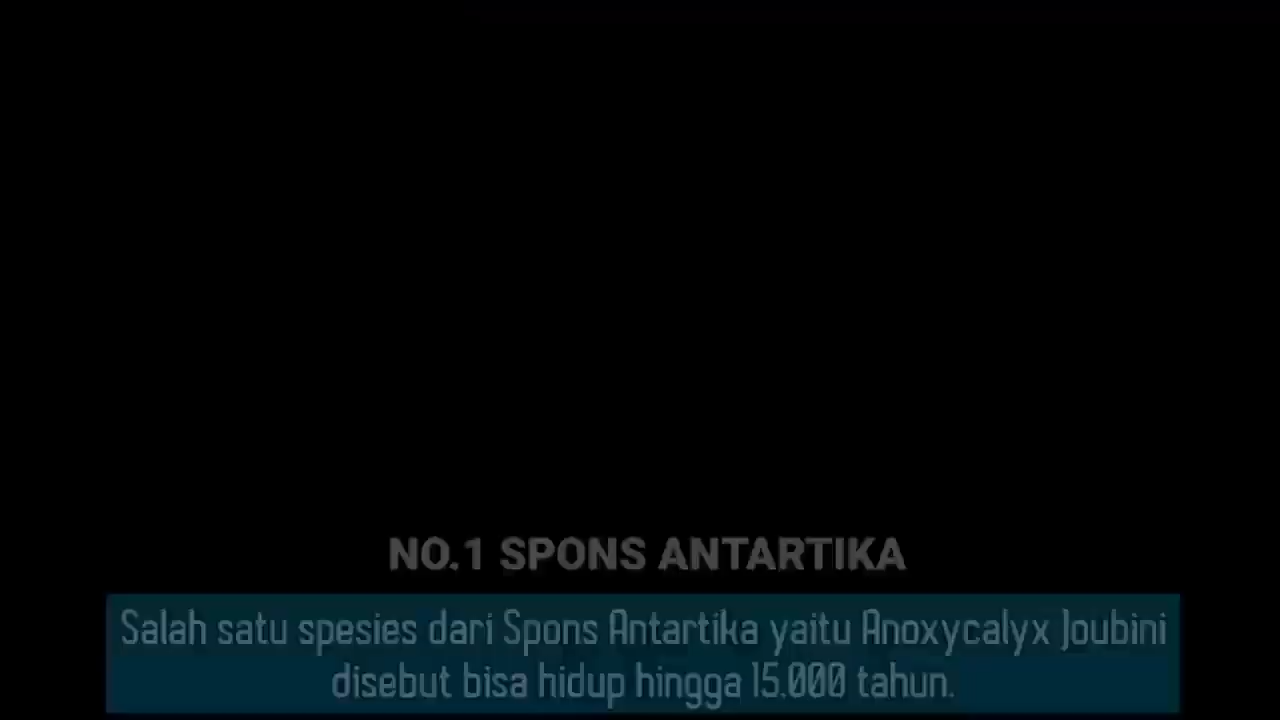 NO.1 SPONS ANTARTIKA
Salah satu spesies dari Spons Antartika yaitu Anoxycalyx Joubini
disebut bisa hidup hingga 15.000 tahun.